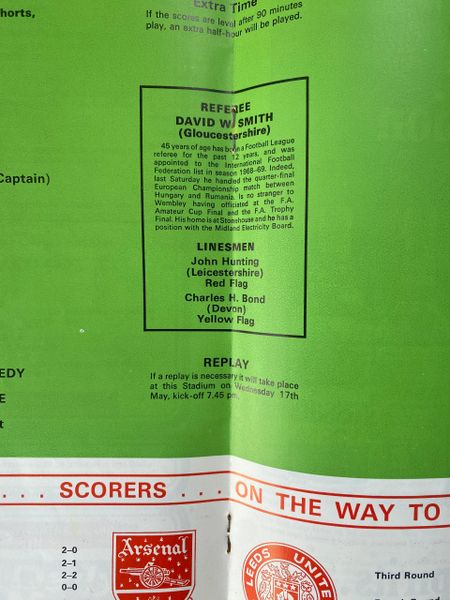 Extra Time
If the scores are level after 90 minutes
play, an extra half-hour will be played.
horts,
REFEREE
DAVID W. SMITH
(Gloucestershire)
45 years of age has been a Football League
referee for the past 12 years, and was
appointed to the International Football
Federation list in season 1968-69. Indeed,
last Saturday he handled the quarter-final
European Championship match between
Hungary and Rumania. Is no stranger to
Wembley having officiated at the F.A.
Amateur Cup Final and the F.A. Trophy
Final. His home is at Stonehouse and he has a
position with the Midland Electricity Board.
Captain)
LINESMEN
John Hunting
(Leicestershire)
Red Flag
Charles H. Bond
(Devon)
Yellow Flag
REPLAY
If a replay is necessary it will take place
at this Stadium on Wednesday 17th
May, kick-off 7.45 pm.
EDY
E
t
. . . SCORERS . . . ON THE WAY TO
2-0
2-1
2-2
0-0
Arsenal
LEEDS UNITE
Third Round